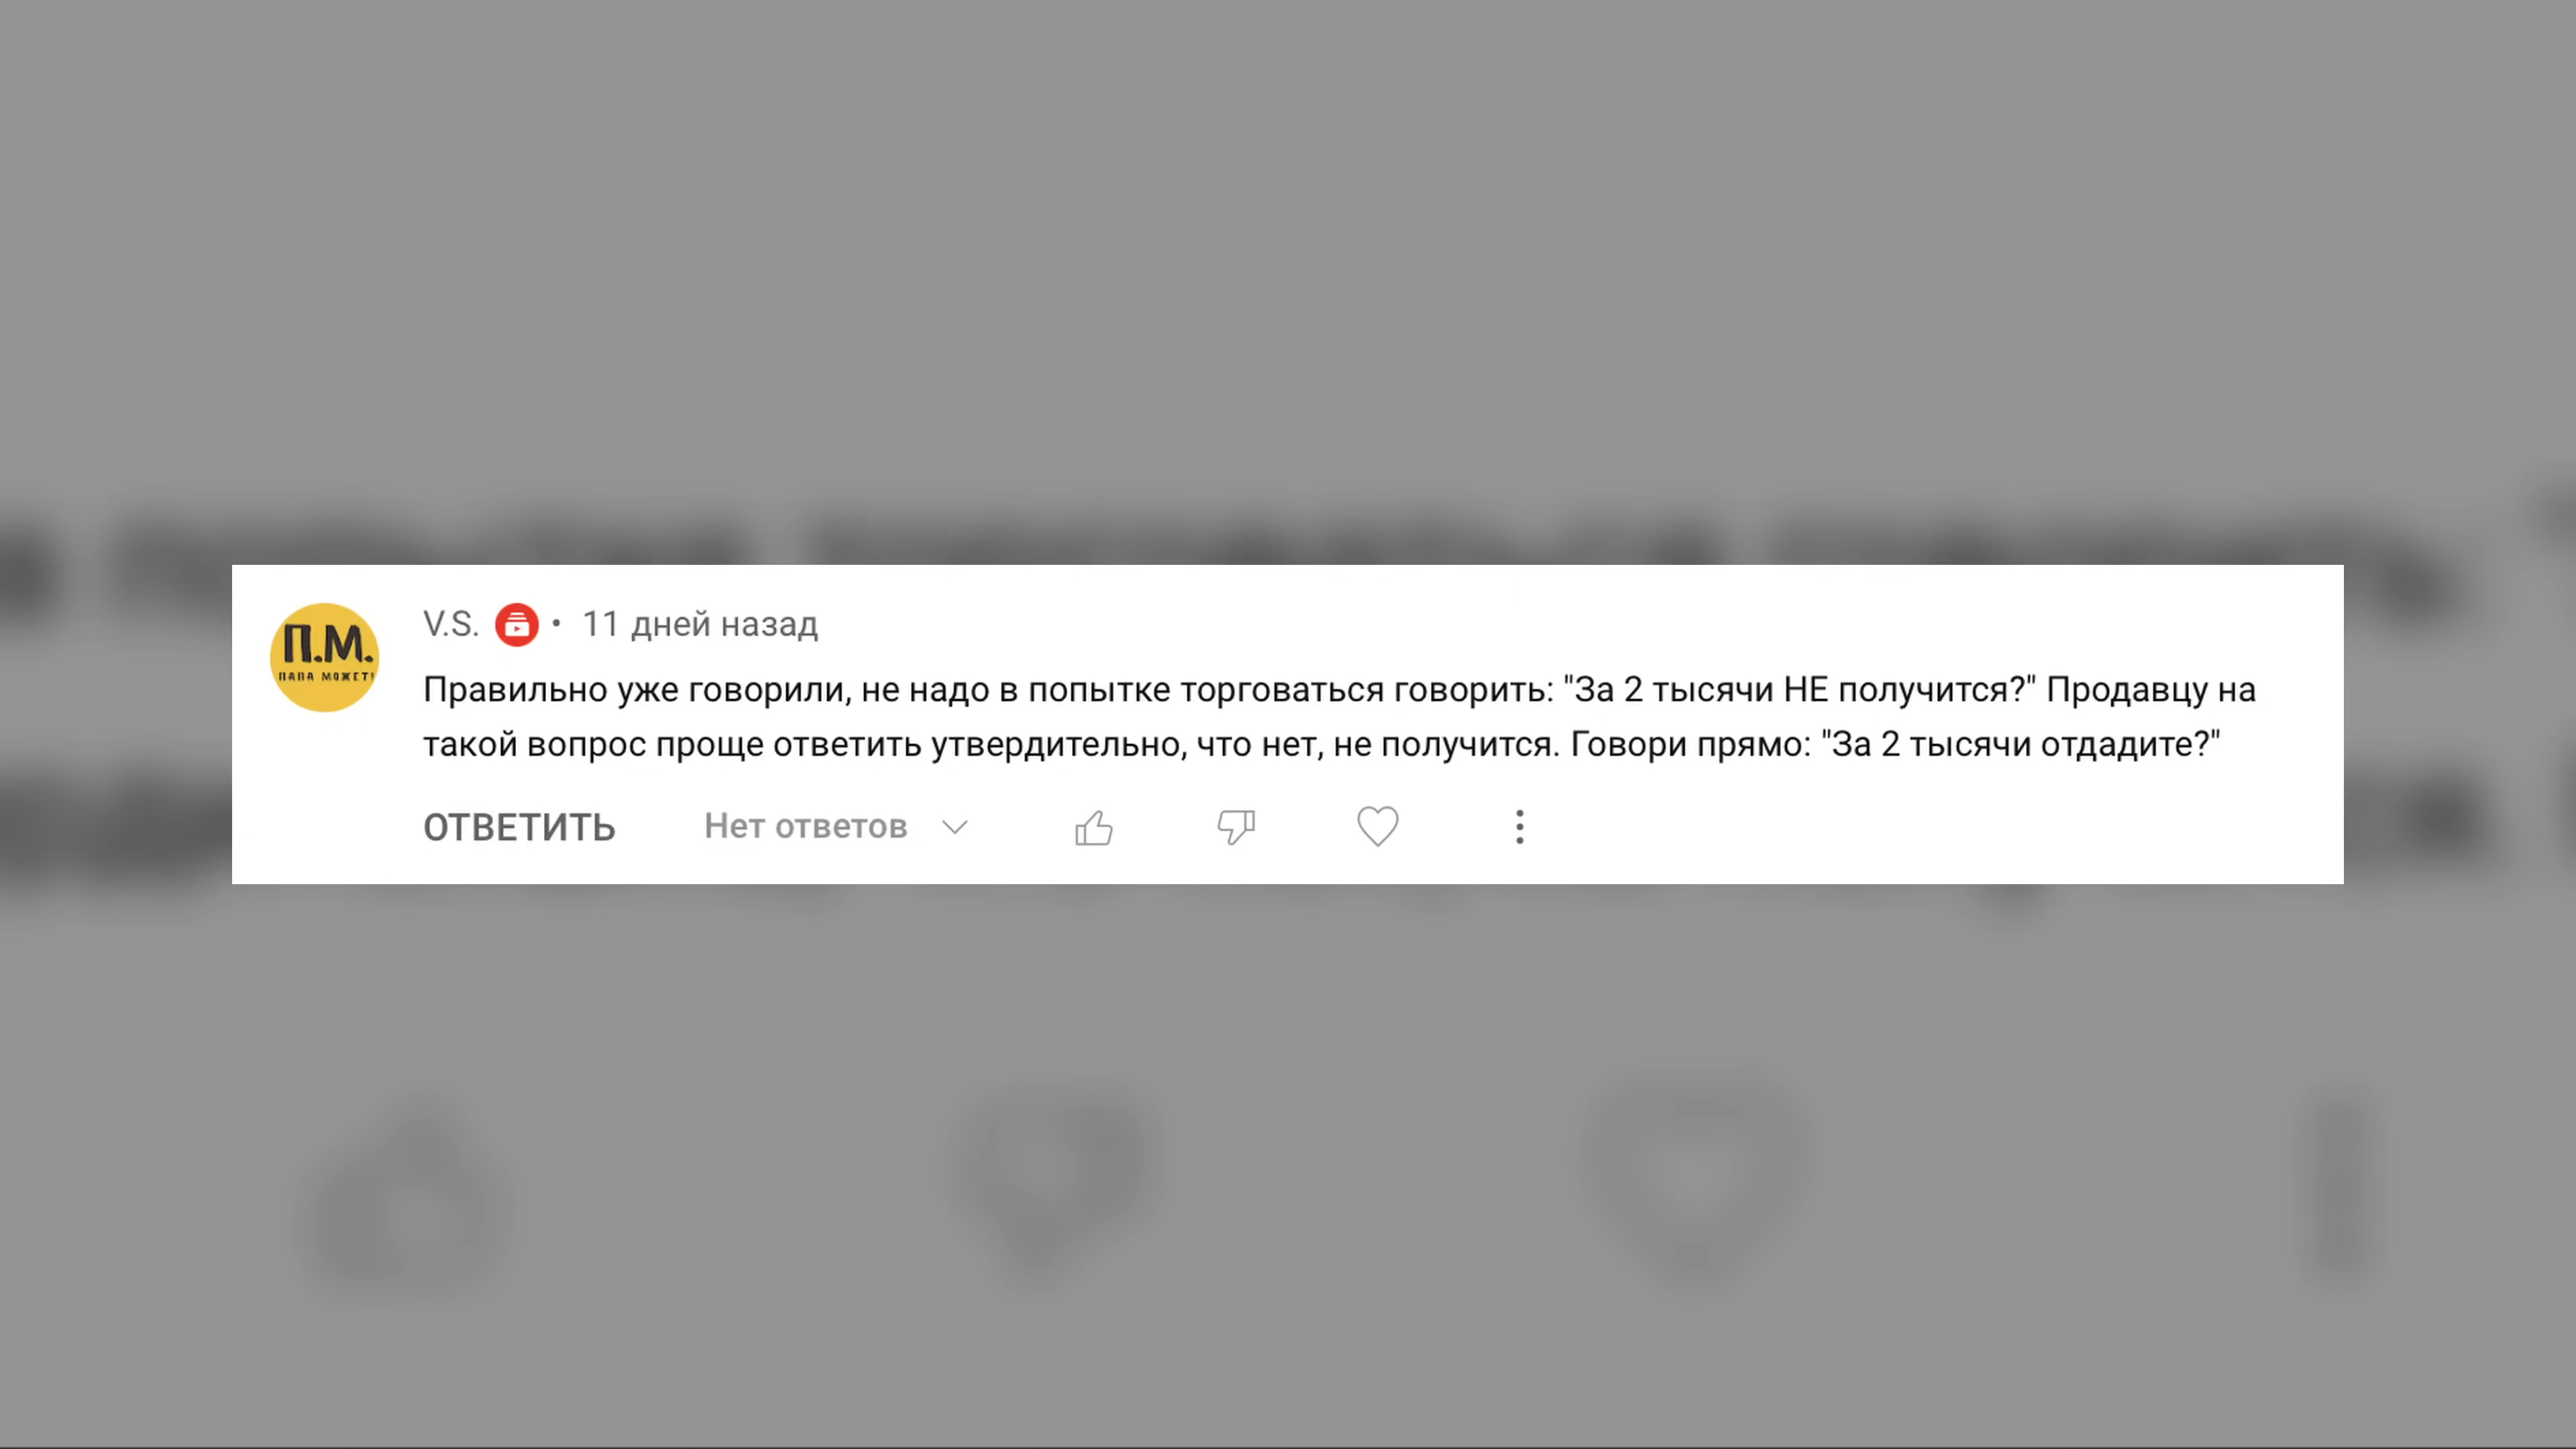 П.М.
ПАПА МОЖЕТ!
V.S. • 11 дней назад
Правильно уже говорили, не надо в попытке торговаться говорить: "За 2 тысячи НЕ получится?" Продавцу на
такой вопрос проще ответить утвердительно, что нет, не получится. Говори прямо: "За 2 тысячи отдадите?"
ОТВЕТИТЬ Нет ответов